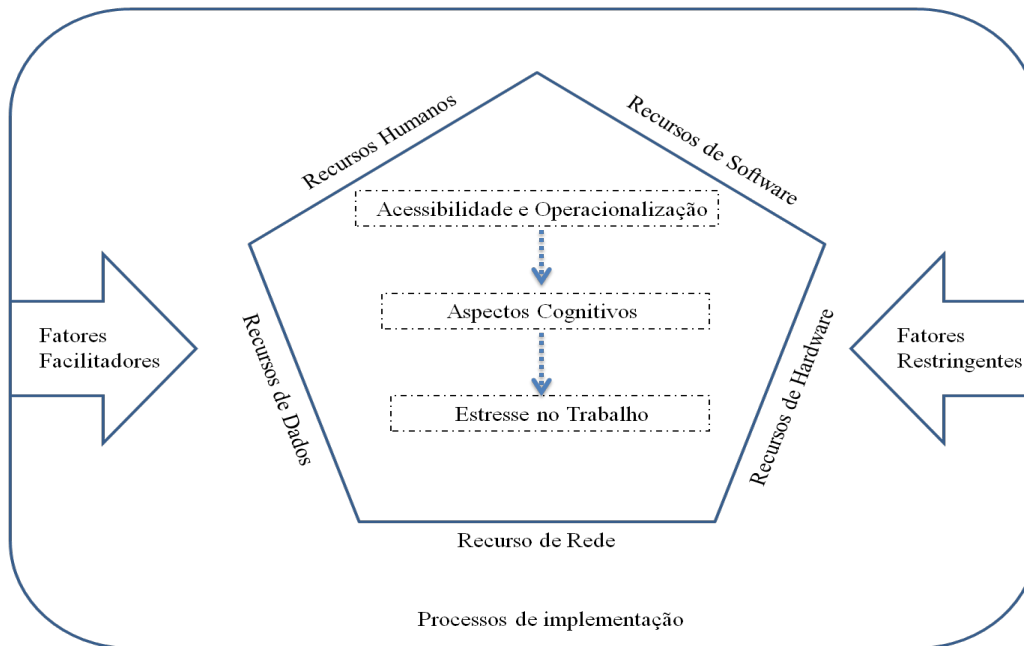 Recursos Humanos
Recursos de Software
Acessibilidade e Operacionalização
Aspectos Cognitivos
Estresse no Trabalho
Fatores
Facilitadores
Recursos de Dados
Recursos de Hardware
Fatores
Restringentes
Recurso de Rede
Processos de implementação